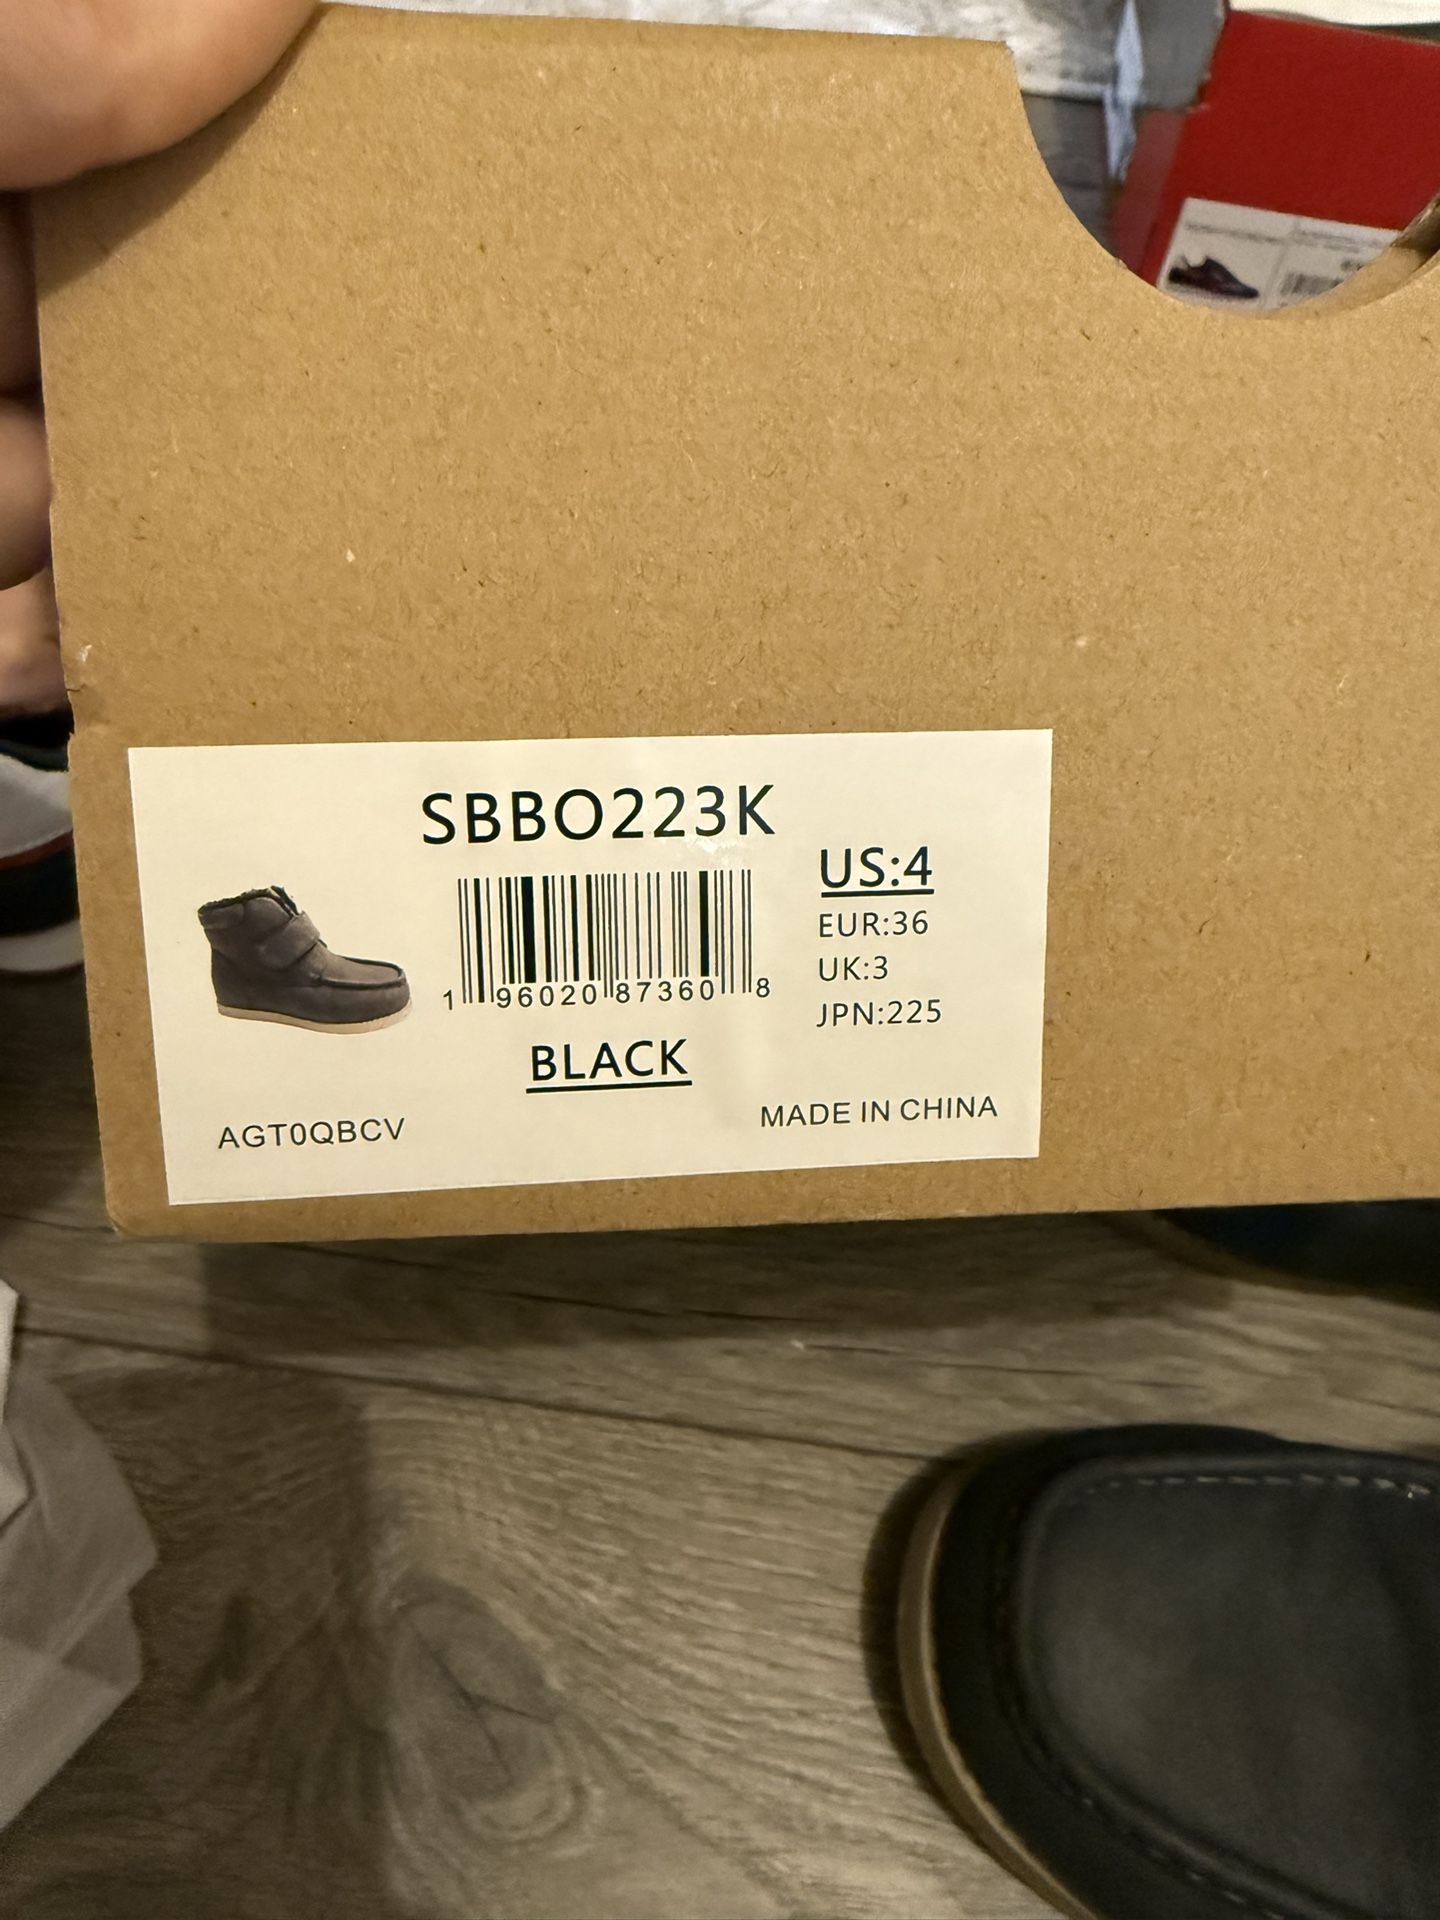 SBBO223K
US:4
EUR:36
UK:3
JPN:225
1 96020 87360 8
BLACK
AGT0QBCV
MADE IN CHINA